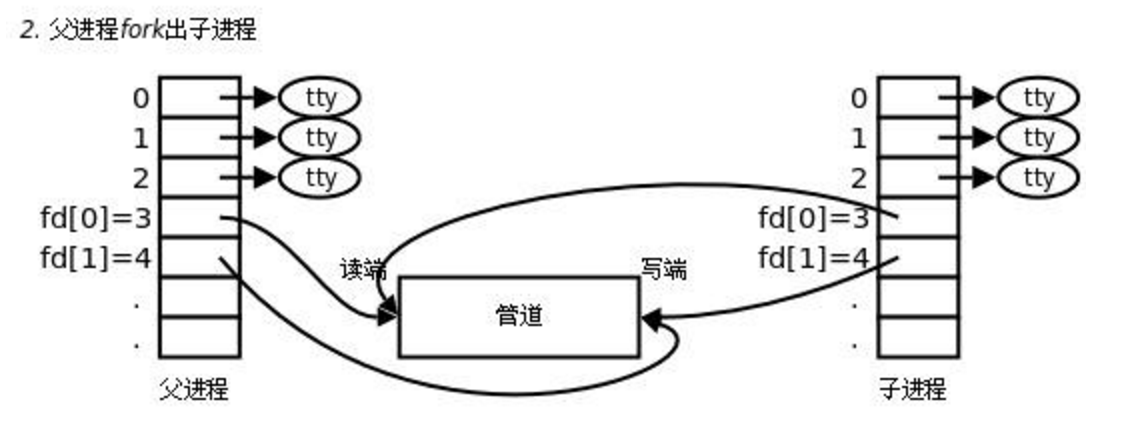 2. 父进程fork出子进程
0 tty 0 tty
1 tty 1 tty
2 tty 2 tty
fd[0]=3 fd[0]=3
fd[1]=4 读端 写端 fd[1]=4
. .
管道
. .
父进程 子进程